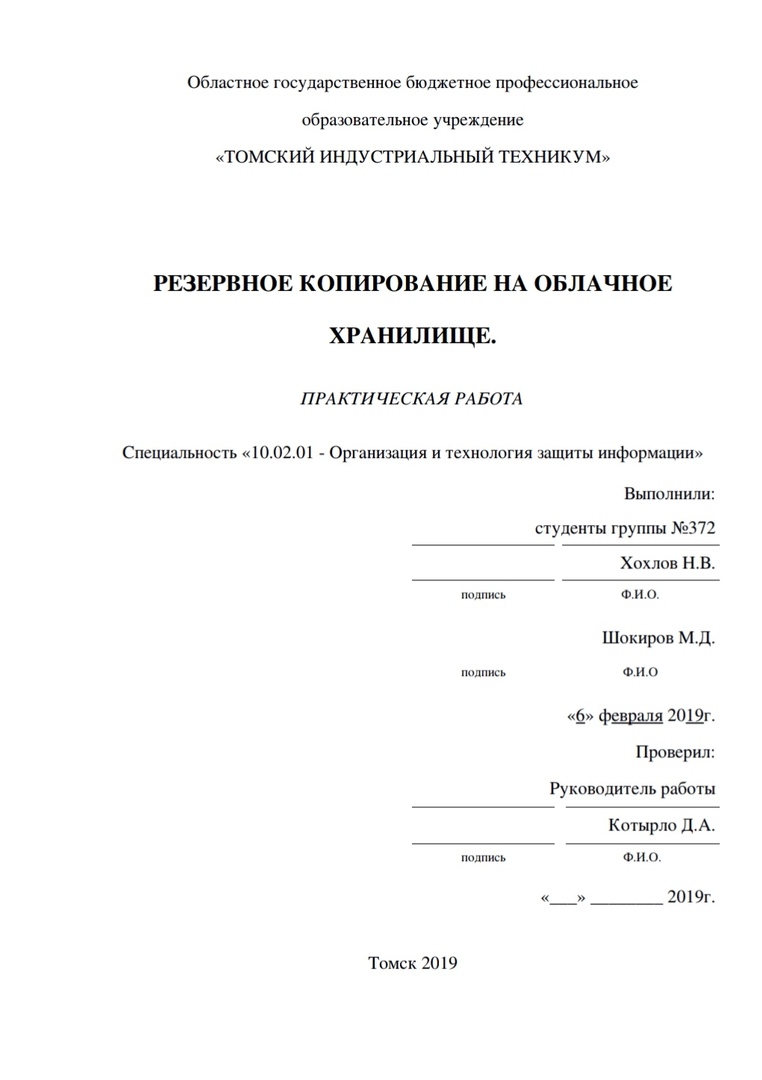 Областное государственное бюджетное профессиональное
образовательное учреждение
«ТОМСКИЙ ИНДУСТРИАЛЬНЫЙ ТЕХНИКУМ»
РЕЗЕРВНОЕ КОПИРОВАНИЕ НА ОБЛАЧНОЕ
ХРАНИЛИЩЕ.
ПРАКТИЧЕСКАЯ РАБОТА
Специальность «10.02.01 - Организация и технология защиты информации»
Выполнили:
студенты группы №372
Хохлов Н.В.
подпись Ф.И.О.
Шокиров М.Д.
подпись Ф.И.О
«6» февраля 2019г.
Проверил:
Руководитель работы
Котырло Д.А.
подпись Ф.И.О.
«___» ________ 2019г.
Томск 2019